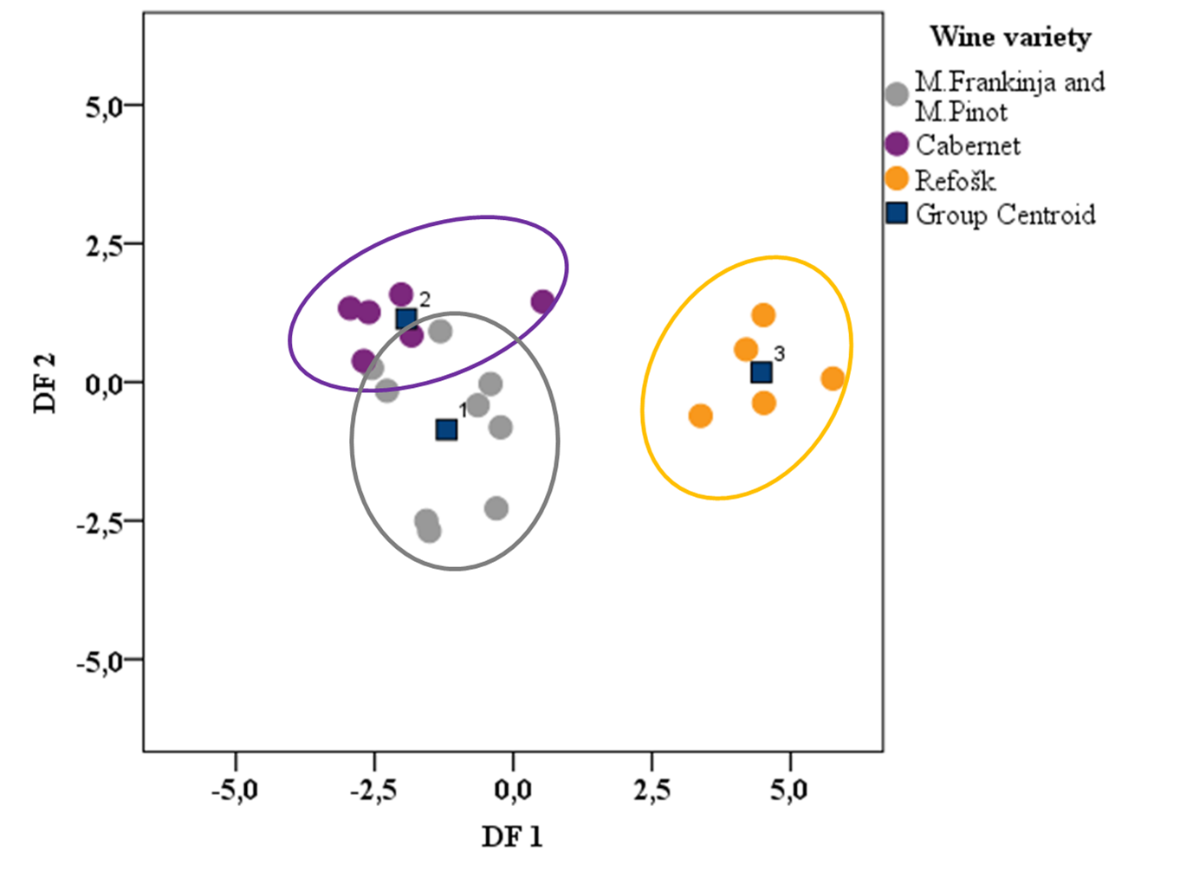 Wine variety
M.Frankinja and
M.Pinot
Cabernet
Refošk
Group Centroid
5,0
2,5
0,0
-2,5
-5,0
DF 2
2
1
3
-5,0
-2,5
0,0
2,5
5,0
DF 1